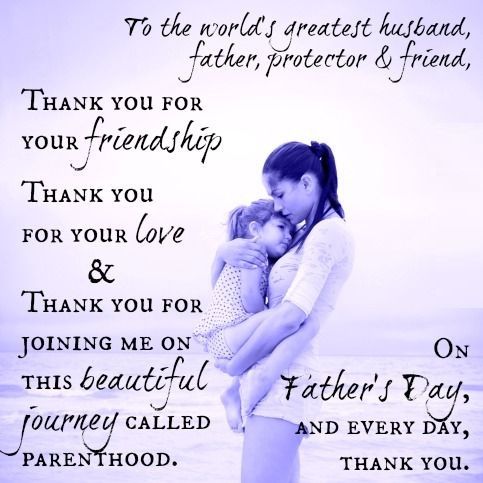 To the world's greatest husband,
father, protector & friend,
Thank you for
your friendship
Thank you
for your love
&
Thank you for
joining me on
this beautiful
journey called
parenthood.
On
Father's Day,
and every day,
thank you.